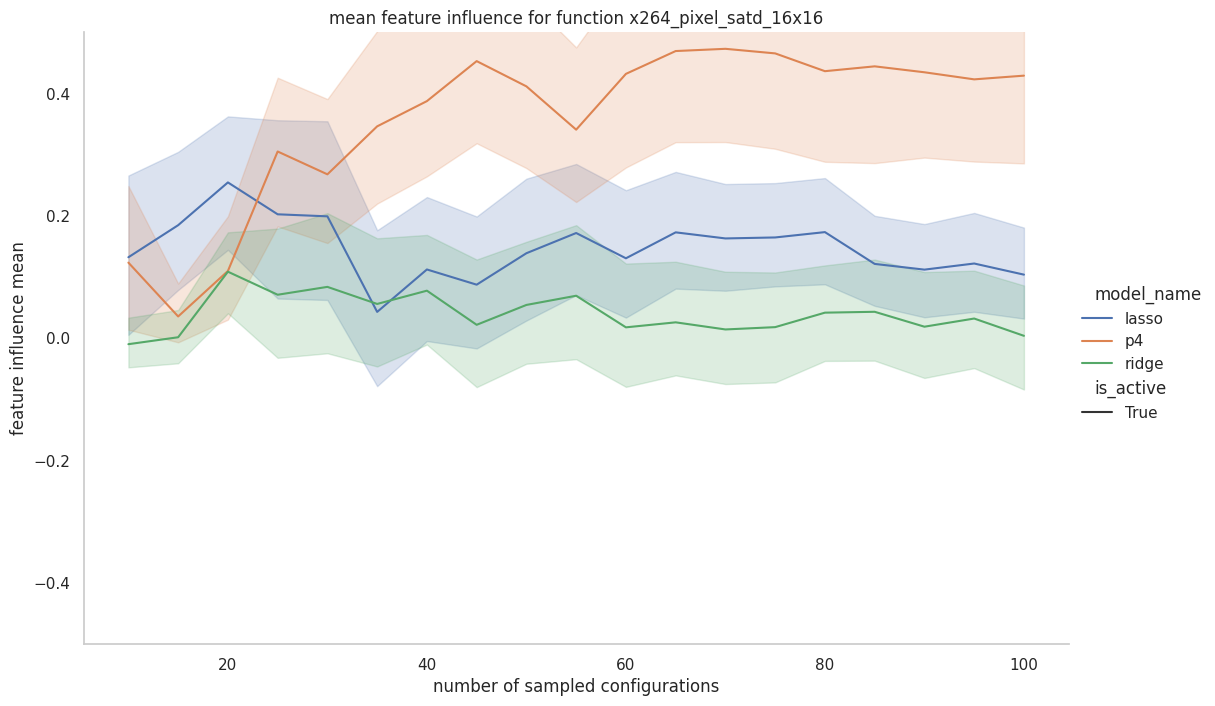 mean feature influence for function x264_pixel_satd_16x16
feature influence mean
0.4
0.2
0.0
−0.2
−0.4
20
40
60
80
100
number of sampled configurations
model_name
lasso
p4
ridge
is_active
True